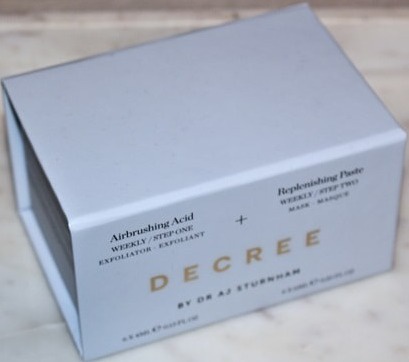 Airbrushing Acid
WEEKLY / STEP ONE
EXFOLIATOR · EXFOLIANT
+
Replenishing Paste
WEEKLY / STEP TWO
MASK · MASQUE
DECREE
BY DR AJ STURNHAM